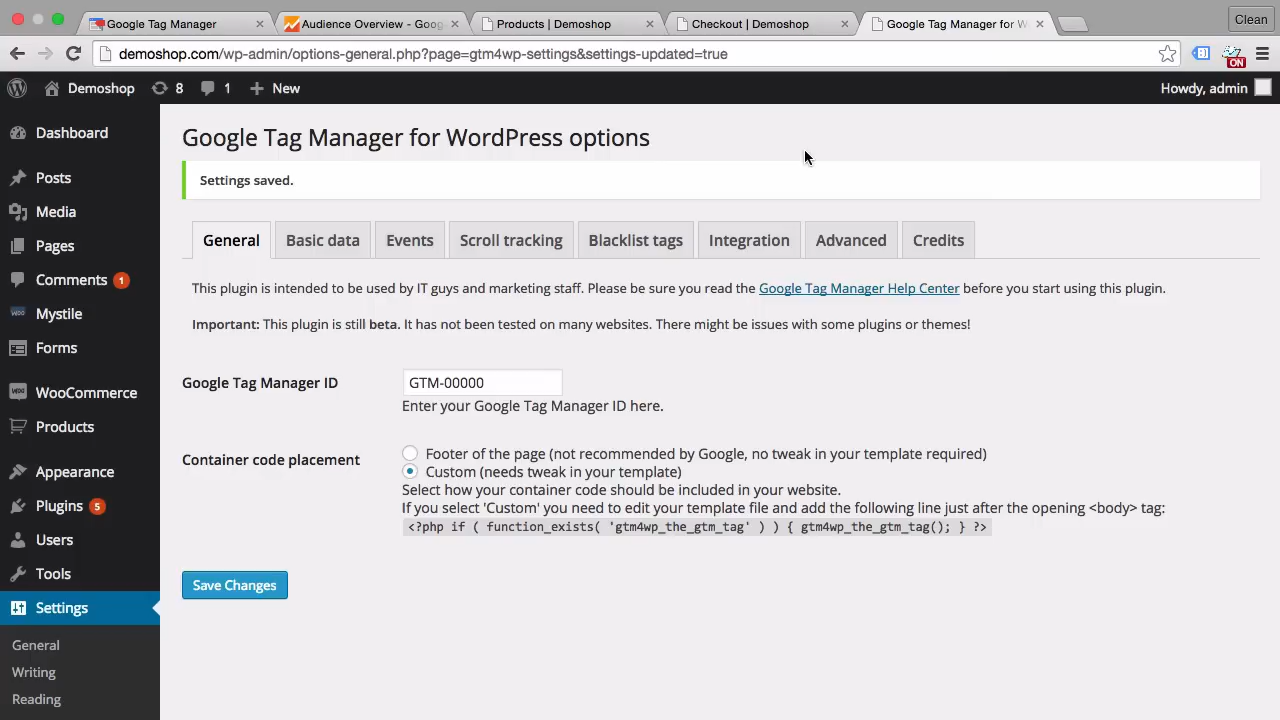 Google Tag Manager
Audience Overview - Goog
Products | Demoshop
Checkout | Demoshop
Google Tag Manager for W
Clean
demoshop.com/wp-admin/options-general.php?page=gtm4wp-settings&settings-updated=true
ON
Demoshop
8
1
New
Howdy, admin
Dashboard
Posts
Media
Pages
Comments 1
Mystile
Forms
WooCommerce
Products
Appearance
Plugins 5
Users
Tools
Settings
General
Writing
Reading
Google Tag Manager for WordPress options
Settings saved.
General
Basic data
Events
Scroll tracking
Blacklist tags
Integration
Advanced
Credits
This plugin is intended to be used by IT guys and marketing staff. Please be sure you read the Google Tag Manager Help Center before you start using this plugin.
Important: This plugin is still beta. It has not been tested on many websites. There might be issues with some plugins or themes!
Google Tag Manager ID
GTM-00000
Enter your Google Tag Manager ID here.
Container code placement
Footer of the page (not recommended by Google, no tweak in your template required)
Custom (needs tweak in your template)
Select how your container code should be included in your website.
If you select 'Custom' you need to edit your template file and add the following line just after the opening <body> tag:
<?php if ( function_exists( 'gtm4wp_the_gtm_tag' ) ) { gtm4wp_the_gtm_tag(); } ?>
Save Changes